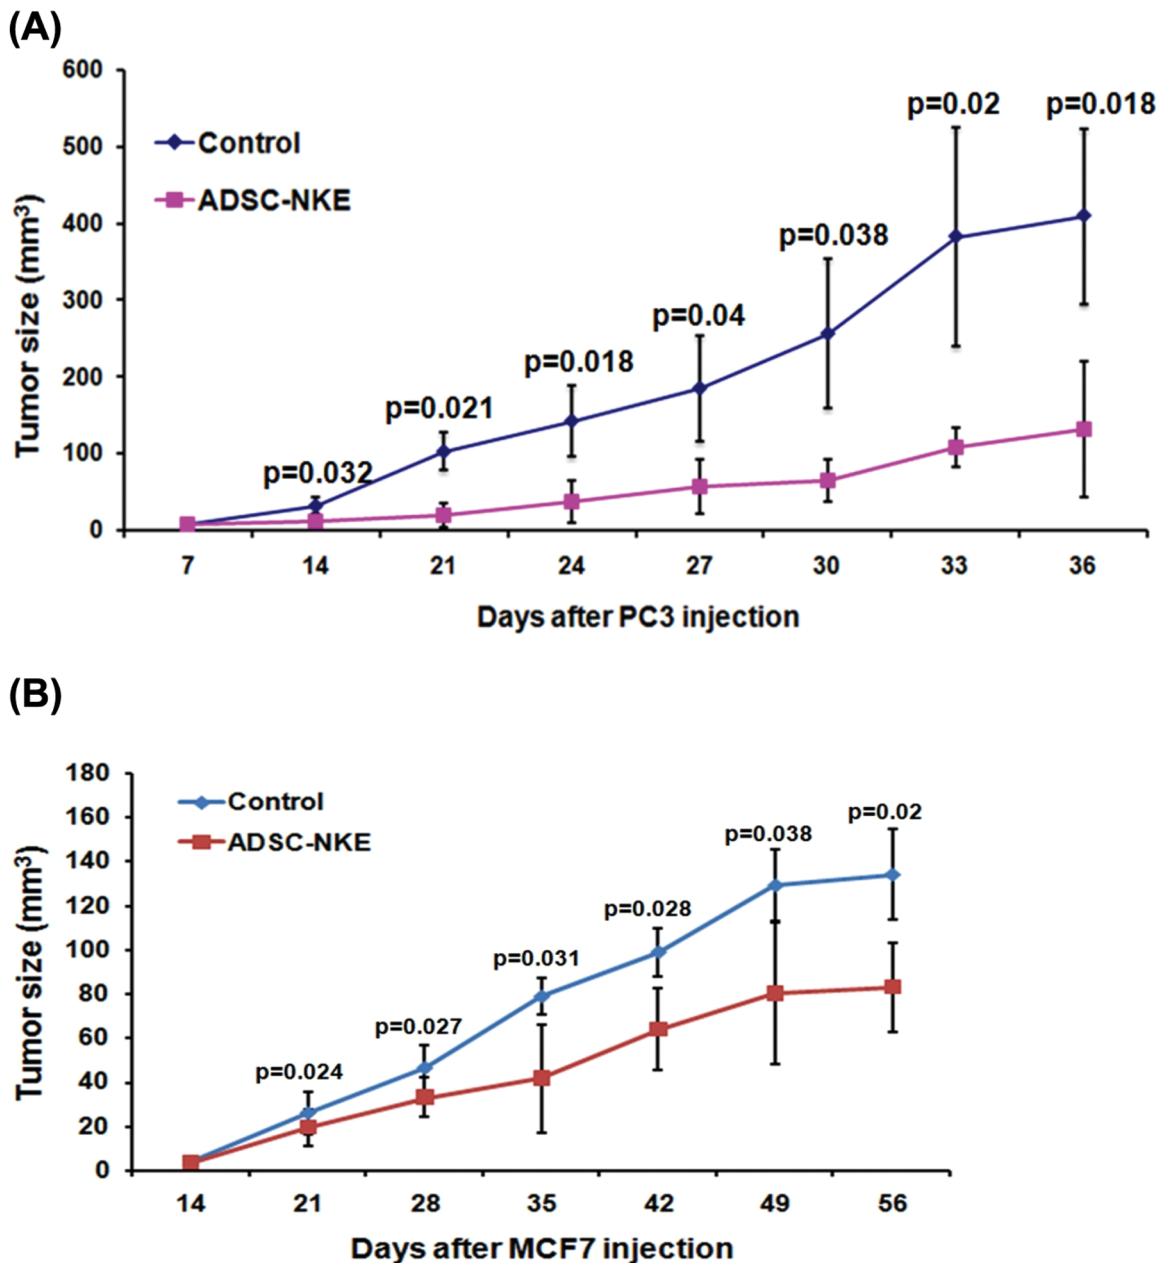 (A)
600
500
400
300
200
100
0
Tumor size (mm³)
Control
ADSC-NKE
p=0.032
p=0.021
p=0.018
p=0.04
p=0.038
p=0.02
p=0.018
7 14 21 24 27 30 33 36
Days after PC3 injection
(B)
180
160
140
120
100
80
60
40
20
0
Tumor size (mm³)
Control
ADSC-NKE
p=0.024
p=0.027
p=0.031
p=0.028
p=0.038
p=0.02
14 21 28 35 42 49 56
Days after MCF7 injection